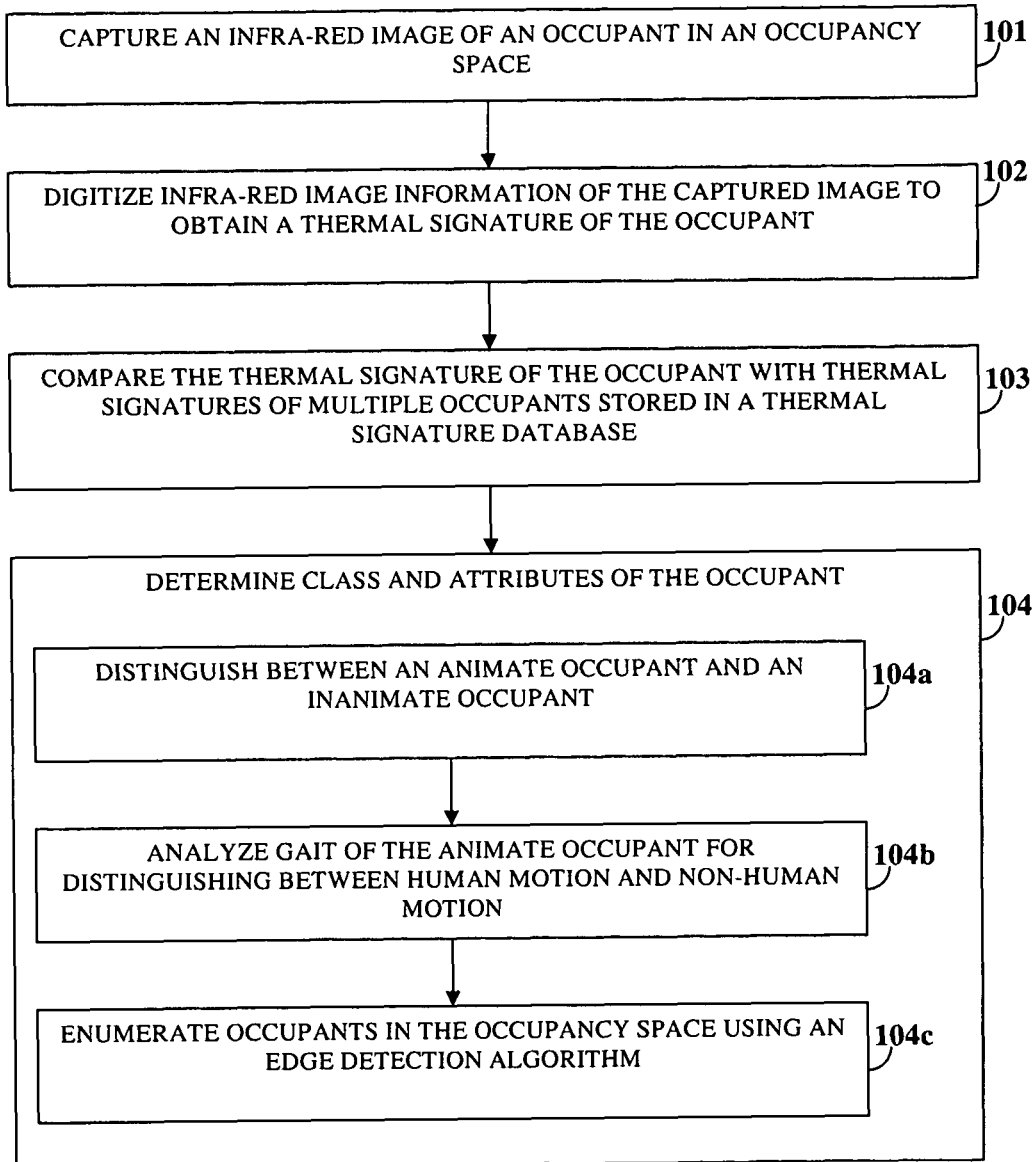 CAPTURE AN INFRA-RED IMAGE OF AN OCCUPANT IN AN OCCUPANCY
SPACE
101
DIGITIZE INFRA-RED IMAGE INFORMATION OF THE CAPTURED IMAGE TO
OBTAIN A THERMAL SIGNATURE OF THE OCCUPANT
102
COMPARE THE THERMAL SIGNATURE OF THE OCCUPANT WITH THERMAL
SIGNATURES OF MULTIPLE OCCUPANTS STORED IN A THERMAL
SIGNATURE DATABASE
103
DETERMINE CLASS AND ATTRIBUTES OF THE OCCUPANT
104
DISTINGUISH BETWEEN AN ANIMATE OCCUPANT AND AN
INANIMATE OCCUPANT
104a
ANALYZE GAIT OF THE ANIMATE OCCUPANT FOR
DISTINGUISHING BETWEEN HUMAN MOTION AND NON-HUMAN
MOTION
104b
ENUMERATE OCCUPANTS IN THE OCCUPANCY SPACE USING AN
EDGE DETECTION ALGORITHM
104c